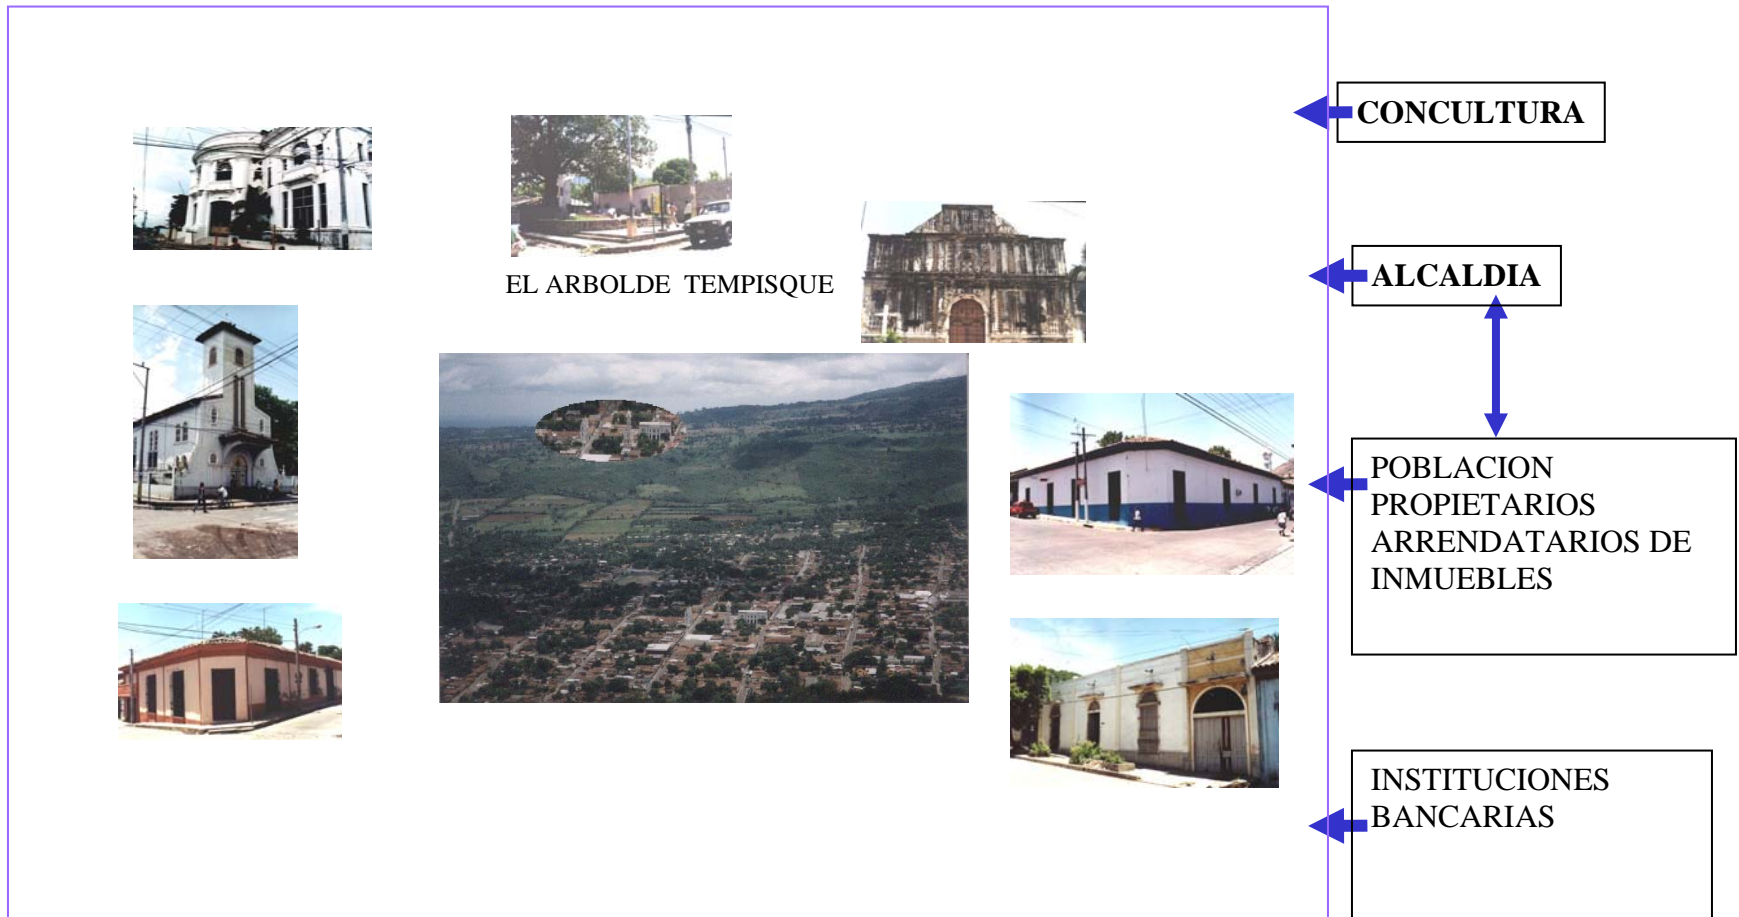 CONCULTURA
EL ARBOLDE TEMPISQUE
ALCALDIA
POBLACION
PROPIETARIOS
ARRENDATARIOS DE
INMUEBLES
INSTITUCIONES
BANCARIAS